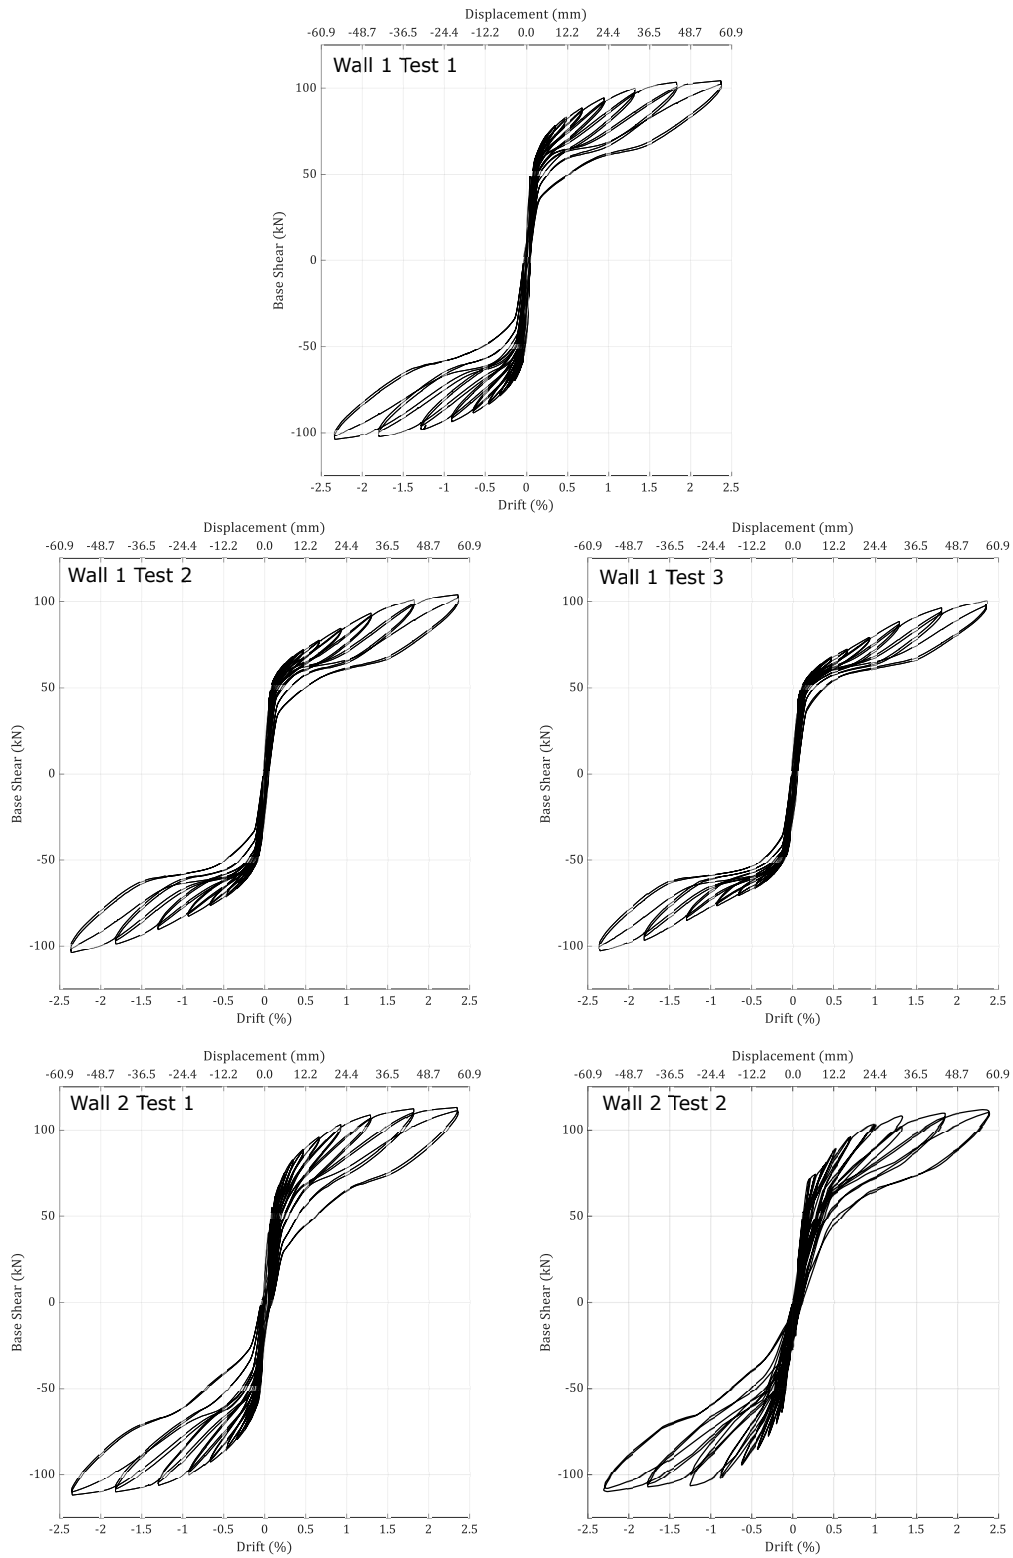 Displacement (mm)
-60.9 -48.7 -36.5 -24.4 -12.2 0.0 12.2 24.4 36.5 48.7 60.9
Wall 1 Test 1
100
50
0
-50
-100
Base Shear (kN)
-2.5 -2 -1.5 -1 -0.5 0 0.5 1 1.5 2 2.5
Drift (%)
Displacement (mm)
-60.9 -48.7 -36.5 -24.4 -12.2 0.0 12.2 24.4 36.5 48.7 60.9
Wall 1 Test 2
100
50
0
-50
-100
Base Shear (kN)
-2.5 -2 -1.5 -1 -0.5 0 0.5 1 1.5 2 2.5
Drift (%)
Displacement (mm)
-60.9 -48.7 -36.5 -24.4 -12.2 0.0 12.2 24.4 36.5 48.7 60.9
Wall 1 Test 3
100
50
0
-50
-100
Base Shear (kN)
-2.5 -2 -1.5 -1 -0.5 0 0.5 1 1.5 2 2.5
Drift (%)
Displacement (mm)
-60.9 -48.7 -36.5 -24.4 -12.2 0.0 12.2 24.4 36.5 48.7 60.9
Wall 2 Test 1
100
50
0
-50
-100
Base Shear (kN)
-2.5 -2 -1.5 -1 -0.5 0 0.5 1 1.5 2 2.5
Drift (%)
Displacement (mm)
-60.9 -48.7 -36.5 -24.4 -12.2 0.0 12.2 24.4 36.5 48.7 60.9
Wall 2 Test 2
100
50
0
-50
-100
Base Shear (kN)
-2.5 -2 -1.5 -1 -0.5 0 0.5 1 1.5 2 2.5
Drift (%)